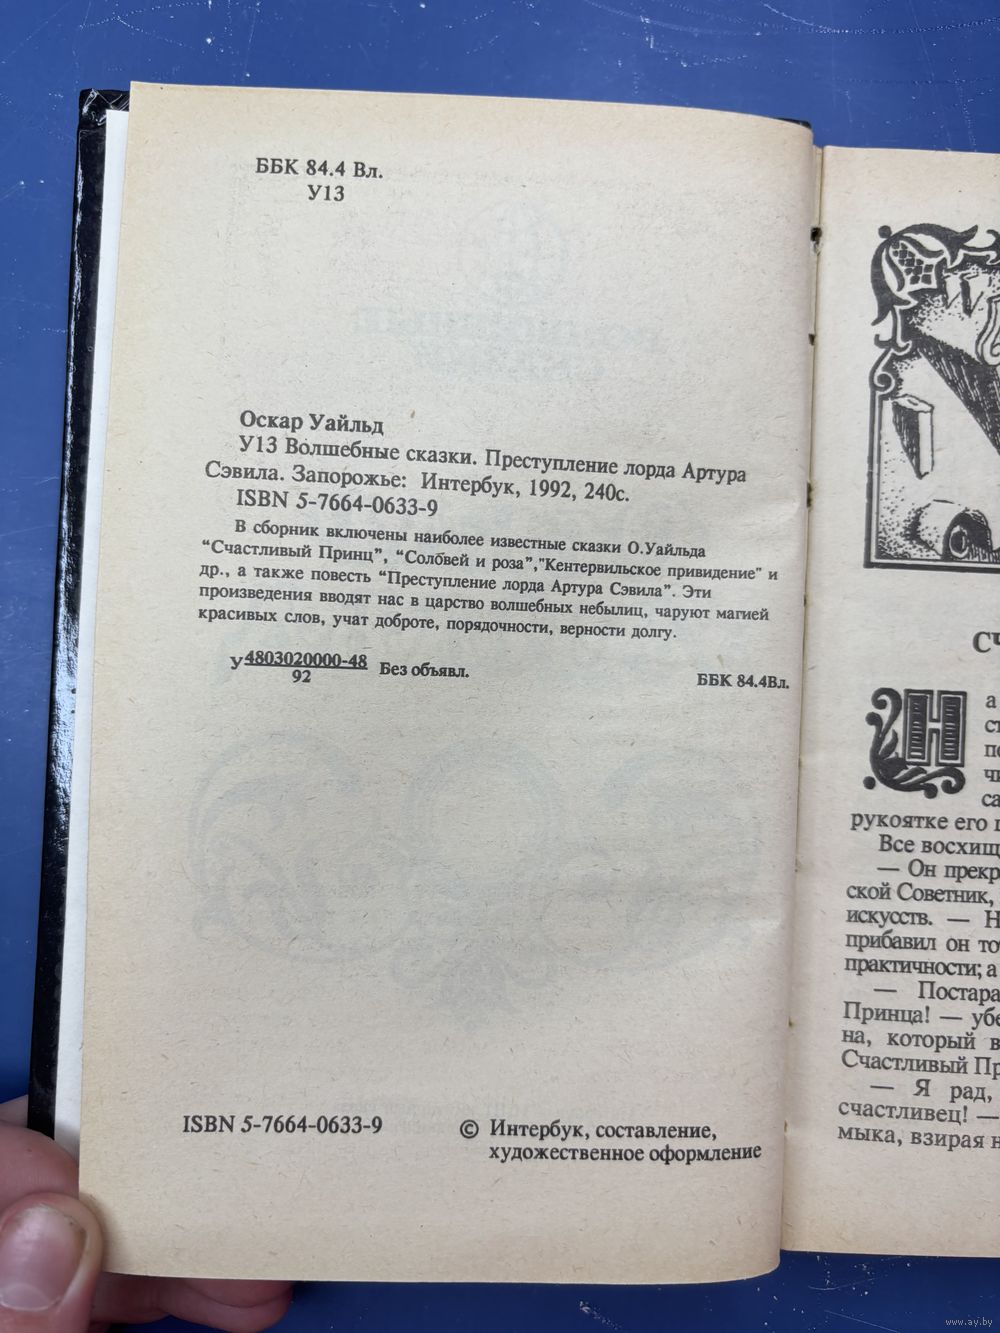 ББК 84.4 Вл.
У13
Оскар Уайльд
У13 Волшебные сказки. Преступление лорда Артура
Сэвила. Запорожье: Интербук, 1992, 240с.
ISBN 5-7664-0633-9
В сборник включены наиболее известные сказки О.Уайльда
“Счастливый Принц”, “Соловей и роза”,"Кентервильское привидение" и
др., а также повесть “Преступление лорда Артура Сэвила”. Эти
произведения вводят нас в царство волшебных небылиц, чаруют магией
красивых слов, учат доброте, порядочности, верности долгу.
У 4803020000-48 Без объявл.
92
ББК 84.4Вл.
ISBN 5-7664-0633-9
© Интербук, составление,
художественное оформление
Н а
рукоятке его
Все восхищ
— Он прекр
ской Советник,
искусств. — Н
прибавил он то
практичности; а
— Постара
Принца! — убе
на, который в
Счастливый Пр
— Я рад,
счастливец! —
мыка, взирая н
www.ay.by